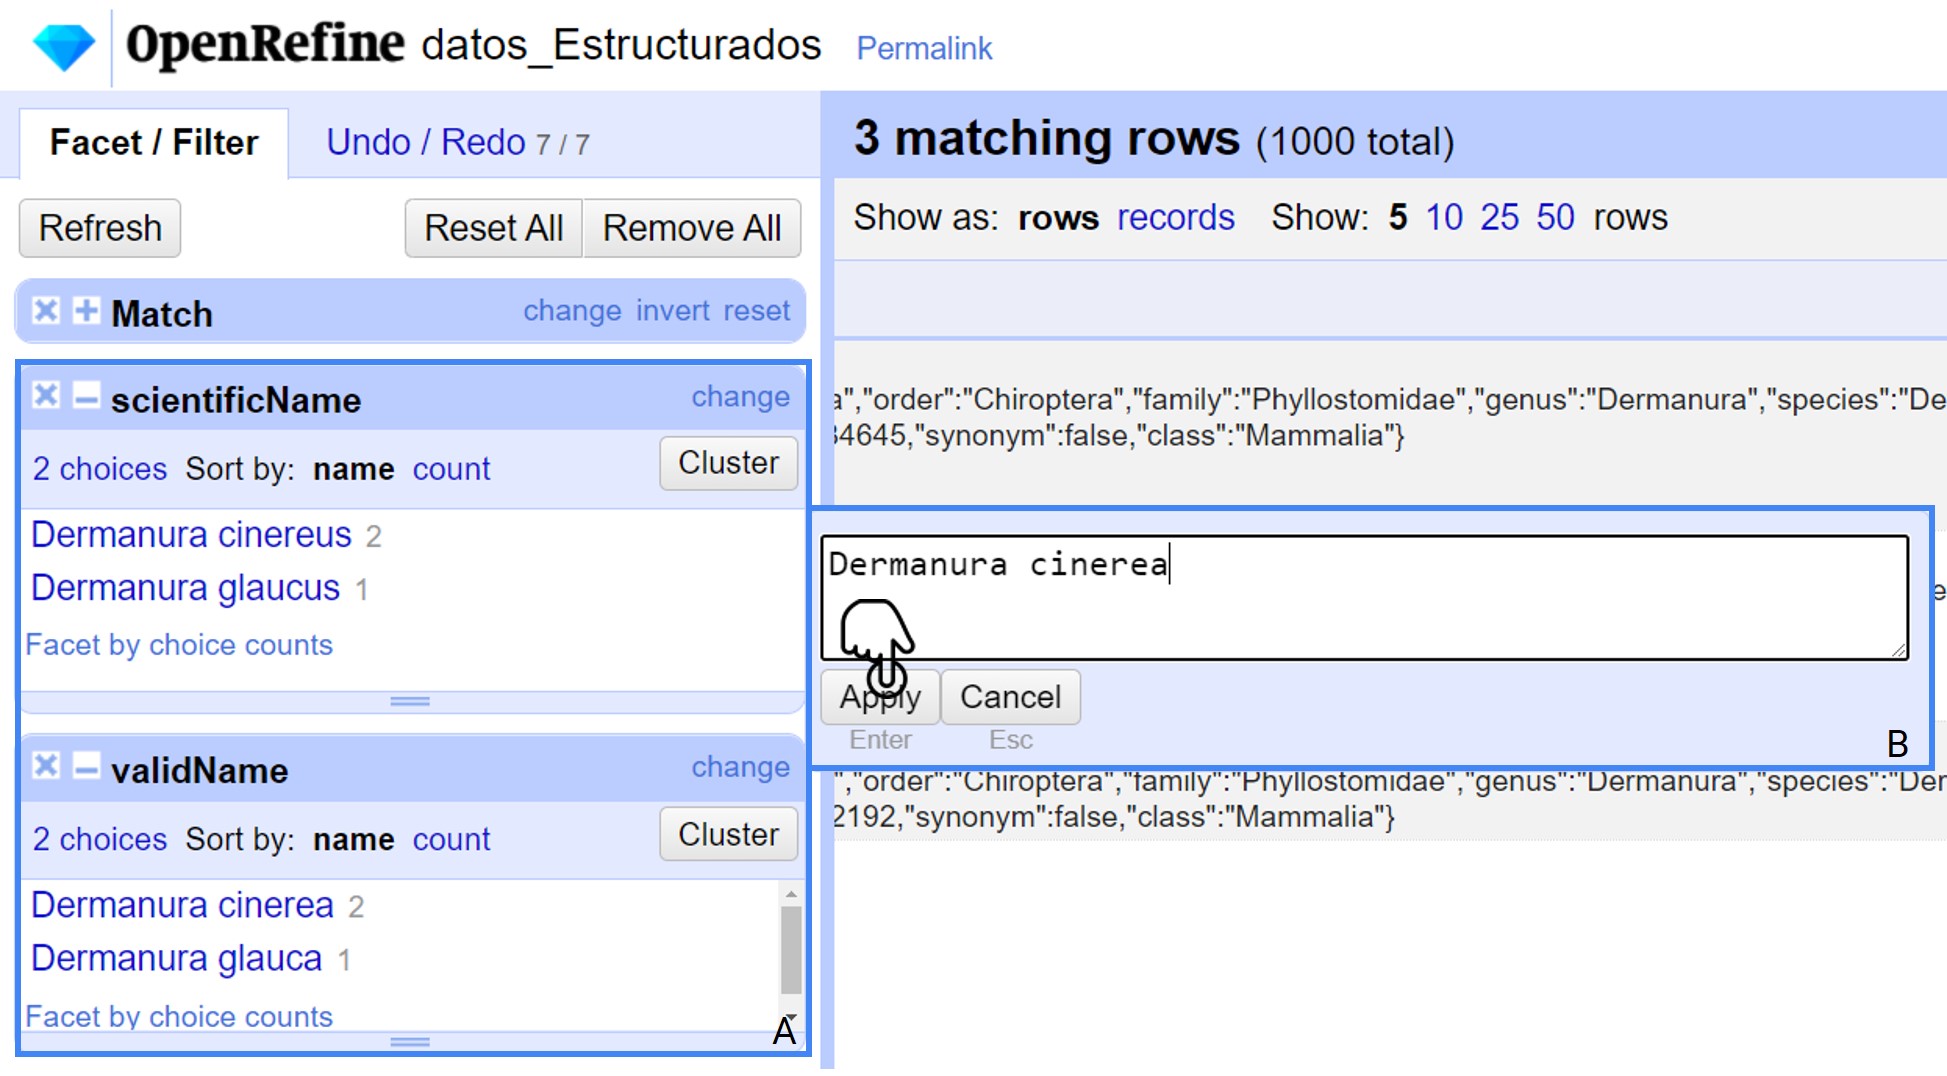 OpenRefine datos_Estructurados Permalink
Facet / Filter Undo / Redo 7 / 7
Refresh Reset All Remove All
Match change invert reset
scientificName change
2 choices Sort by: name count Cluster
Dermanura cinereus 2
Dermanura glaucus 1
Facet by choice counts
validName change
2 choices Sort by: name count Cluster
Dermanura cinerea 2
Dermanura glauca 1
Facet by choice counts
A
3 matching rows (1000 total)
Show as: rows records Show: 5 10 25 50 rows
a","order":"Chiroptera","family":"Phyllostomidae","genus":"Dermanura","species":"De
34645,"synonym":false,"class":"Mammalia"}
Dermanura cinerea
Apply Cancel
Enter Esc
B
","order":"Chiroptera","family":"Phyllostomidae","genus":"Dermanura","species":"Der
2192,"synonym":false,"class":"Mammalia"}